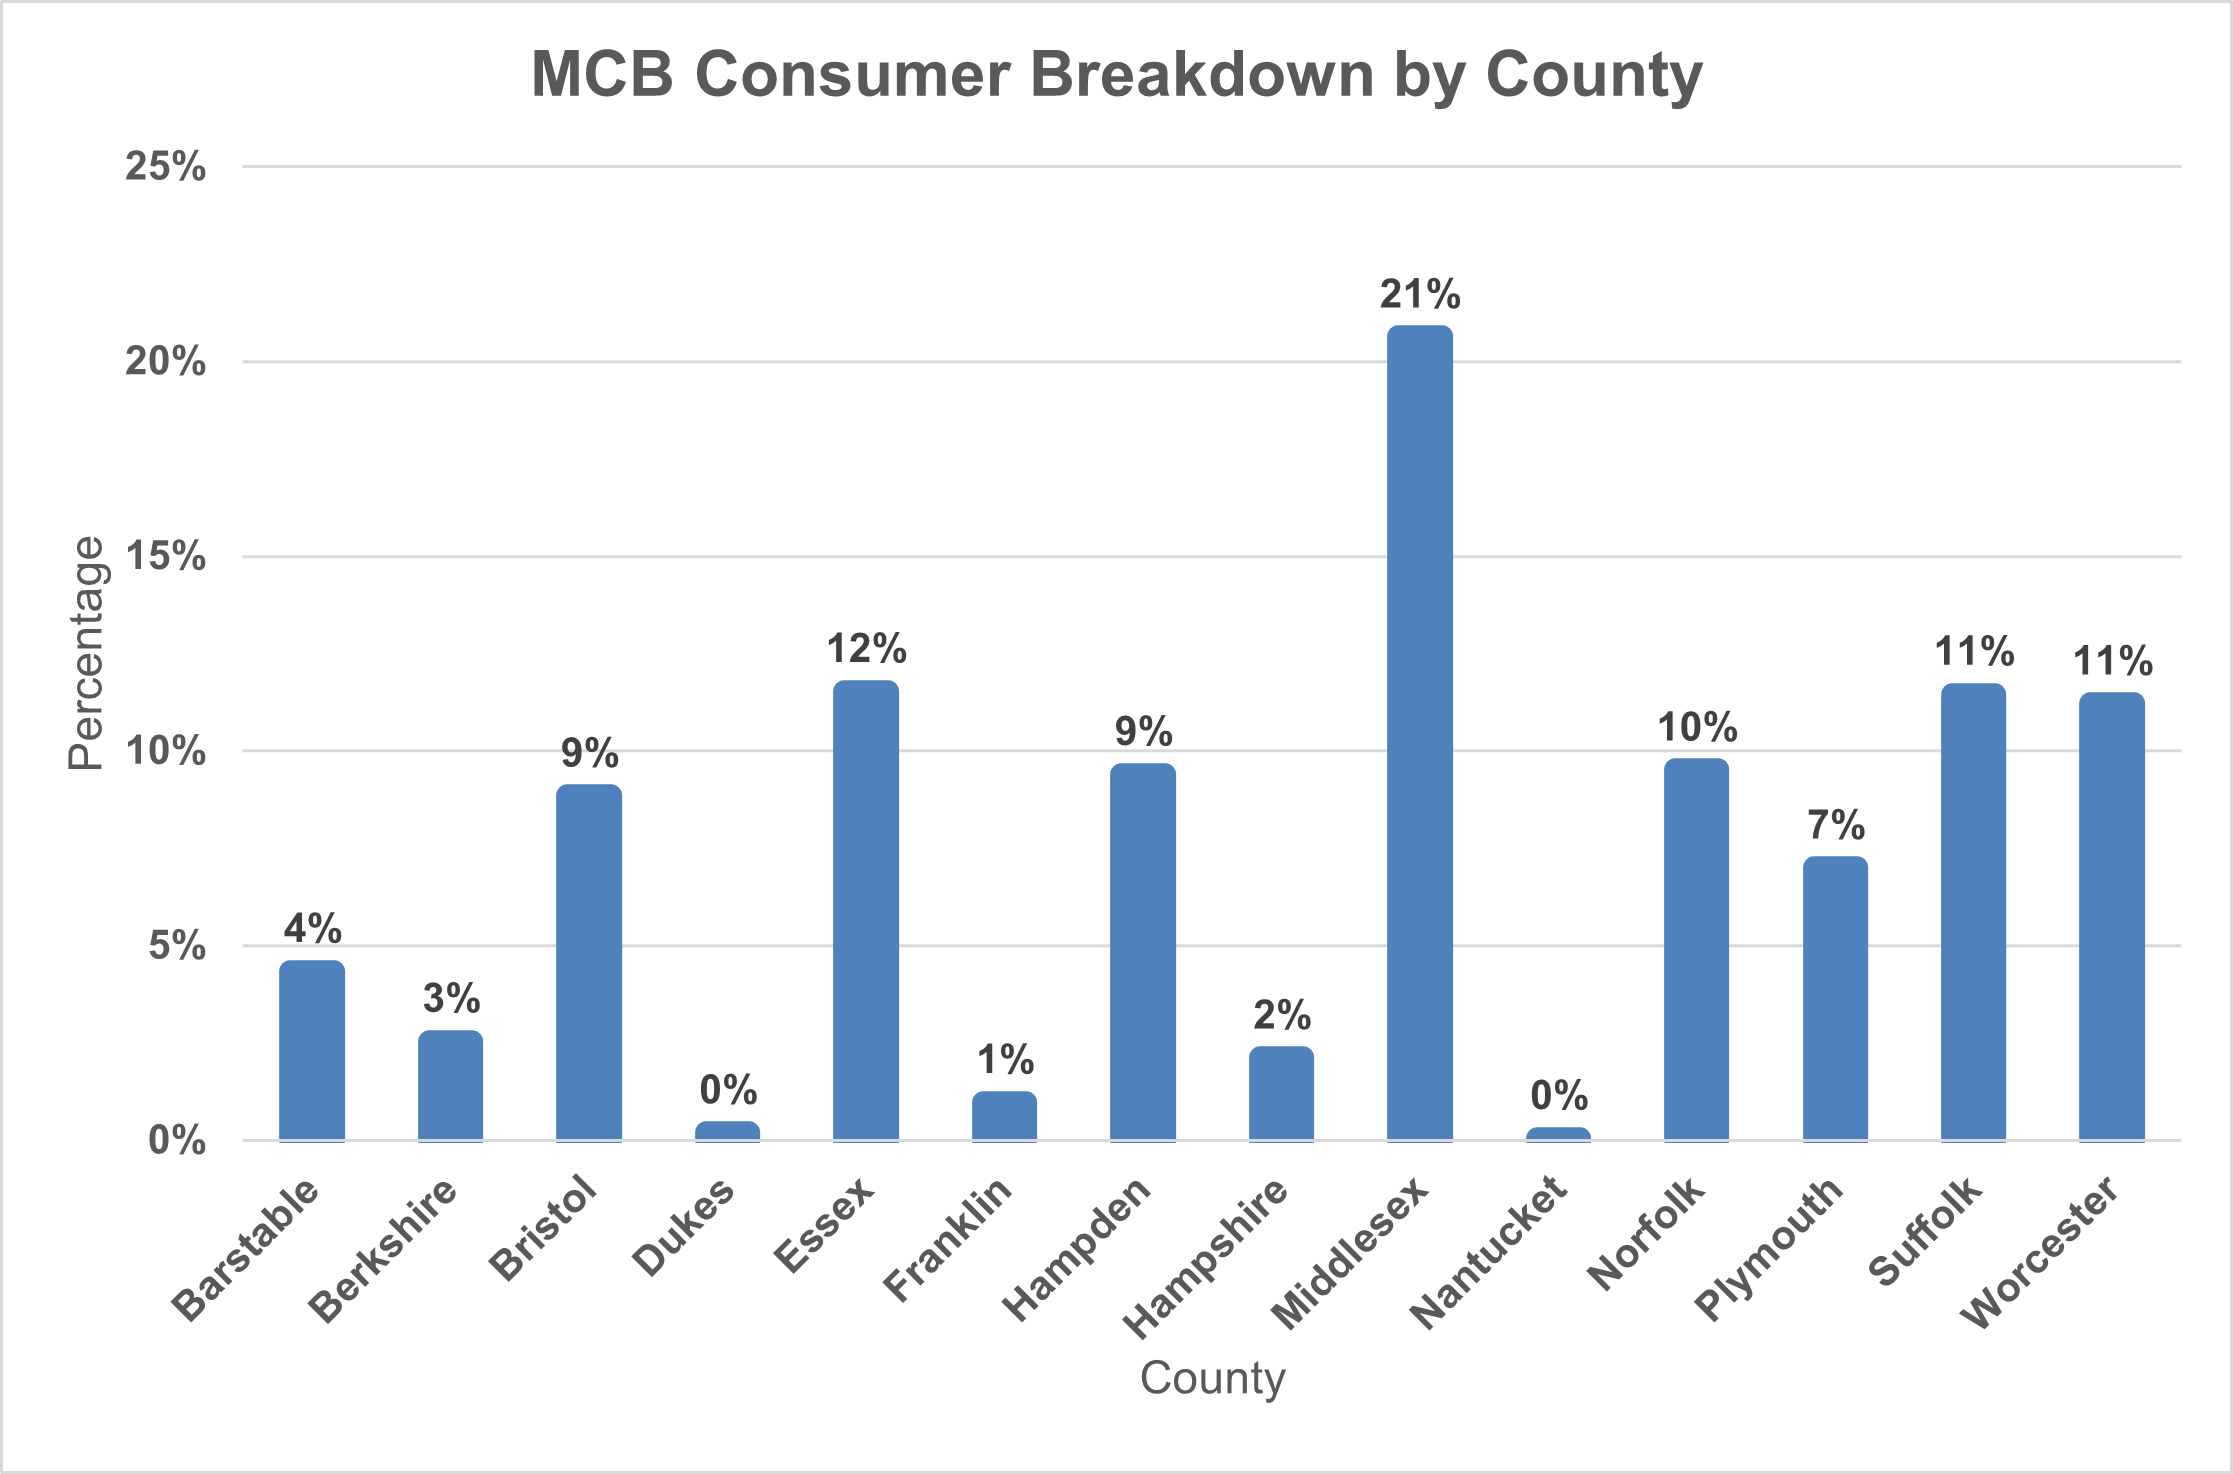 MCB Consumer Breakdown by County
25%
20%
15%
10%
5%
0%
Percentage
4%
3%
9%
0%
12%
1%
9%
2%
21%
0%
10%
7%
11%
11%
Barstable
Berkshire
Bristol
Dukes
Essex
Franklin
Hampden
Hampshire
Middlesex
Nantucket
Norfolk
Plymouth
Suffolk
Worcester
County